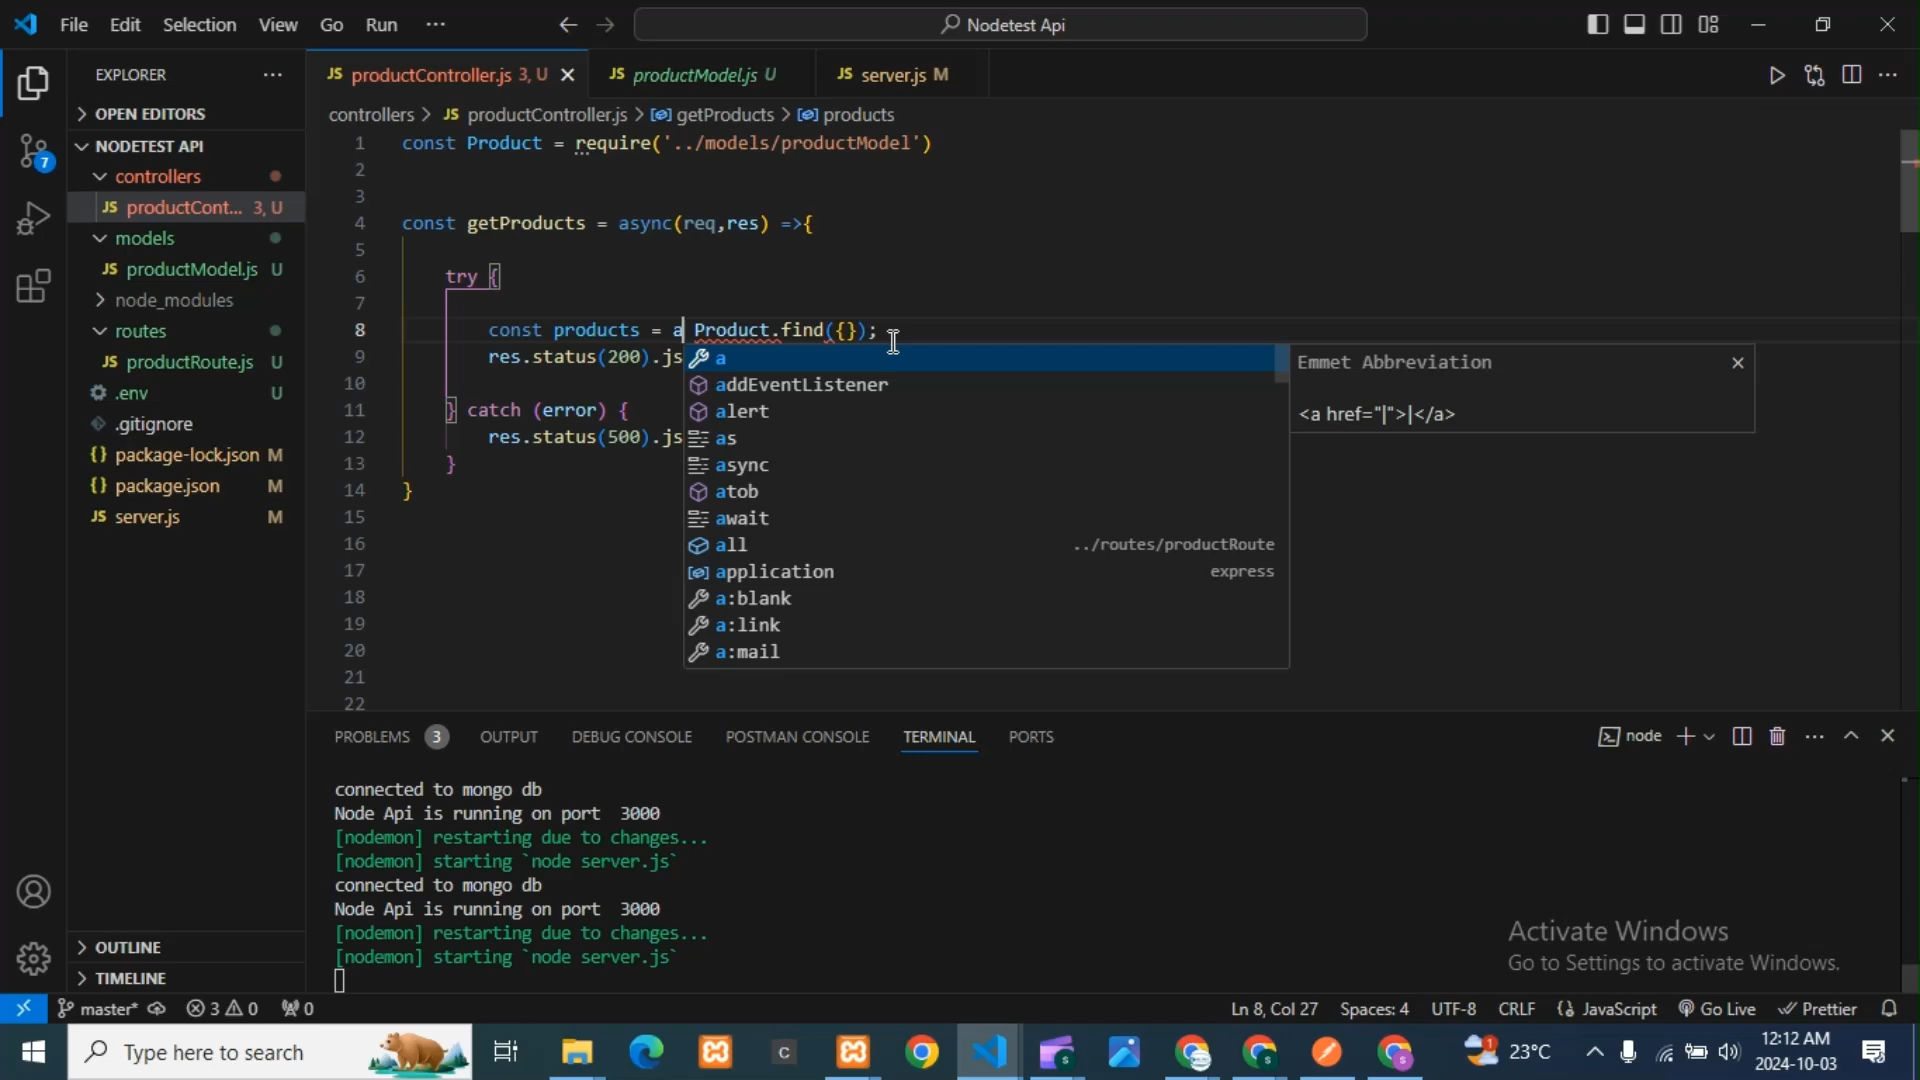 File Edit Selection View Go Run ··· Nodetest Api
EXPLORER ···
OPEN EDITORS
NODETEST API
controllers
JS productCont... 3, U
models
JS productModel.js U
node_modules
routes
JS productRoute.js U
.env U
.gitignore
{} package-lock.json M
{} package.json M
JS server.js M
OUTLINE
TIMELINE
JS productController.js 3, U JS productModel.js U JS server.js M
controllers > JS productController.js > getProducts > products
1 const Product = require('../models/productModel')
2
3
4 const getProducts = async(req,res) =>{
5
6 try {
7
8 const products = a Product.find({});
9 res.status(200).js
10
11 } catch (error) {
12 res.status(500).js
13 }
14 }
15
16
17
18
19
20
21
22
a
addEventListener
alert
as
async
atob
await
all ../routes/productRoute
application express
a:blank
a:link
a:mail
Emmet Abbreviation
<a href="|">|</a>
PROBLEMS 3 OUTPUT DEBUG CONSOLE POSTMAN CONSOLE TERMINAL PORTS node
connected to mongo db
Node Api is running on port 3000
[nodemon] restarting due to changes...
[nodemon] starting `node server.js`
connected to mongo db
Node Api is running on port 3000
[nodemon] restarting due to changes...
[nodemon] starting `node server.js`
Activate Windows
Go to Settings to activate Windows.
7
master* 3 0 0 Ln 8, Col 27 Spaces: 4 UTF-8 CRLF {} JavaScript Go Live Prettier
Type here to search 1 23°C 12:12 AM
2024-10-03